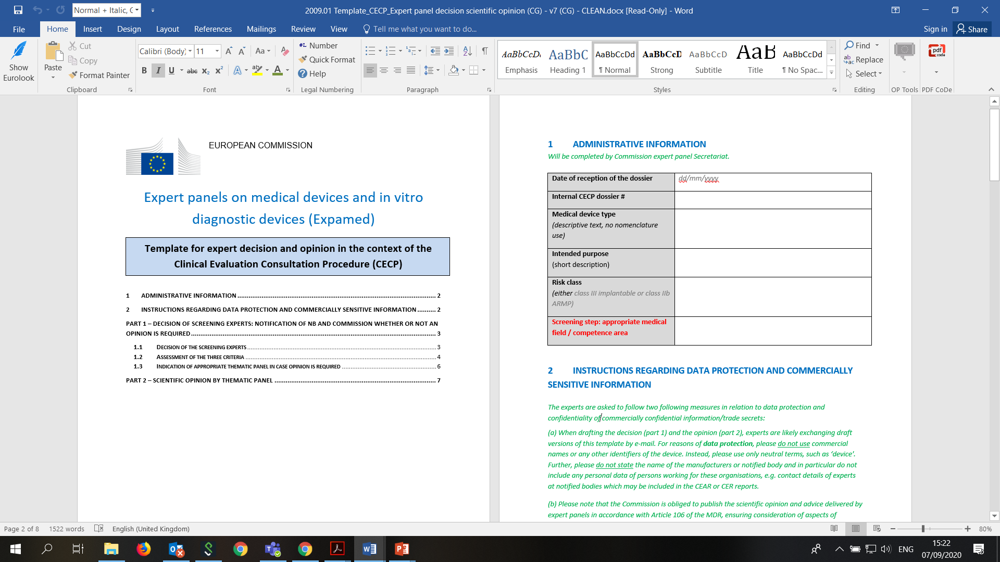 Normal + Italic, G
2009.01 Template_CECP_Expert panel decision scientific opinion (CG) - v7 (CG) - CLEAN.docx [Read-Only] - Word
File
Home
Insert
Design
Layout
References
Mailings
Review
View
Tell me what you want to do...
Sign in
Share
Show
Eurolook
Paste
Cut
Copy
Format Painter
Clipboard
Calibri (Body)
11
Aa
B I U abc x₂ x²
A
Font
Number
Quick Format
Help
Legal Numbering
Paragraph
AaBbCcDc
Emphasis
AaBbC
Heading 1
AaBbCcDd
¶ Normal
AaBbCcD
Strong
AaBbCcD
Subtitle
AaB
Title
AaBbCcDd
¶ No Spac...
Styles
Find
Replace
Select
Editing
OP Tools
pdf
code
PDF CoDe
EUROPEAN COMMISSION
Expert panels on medical devices and in vitro
diagnostic devices (Expamed)
Template for expert decision and opinion in the context of the
Clinical Evaluation Consultation Procedure (CECP)
1 ADMINISTRATIVE INFORMATION 2
2 INSTRUCTIONS REGARDING DATA PROTECTION AND COMMERCIALLY SENSITIVE INFORMATION 2
PART 1 – DECISION OF SCREENING EXPERTS: NOTIFICATION OF NB AND COMMISSION WHETHER OR NOT AN
OPINION IS REQUIRED 3
1.1 DECISION OF THE SCREENING EXPERTS 3
1.2 ASSESSMENT OF THE THREE CRITERIA 4
1.3 INDICATION OF APPROPRIATE THEMATIC PANEL IN CASE OPINION IS REQUIRED 6
PART 2 – SCIENTIFIC OPINION BY THEMATIC PANEL 7
1 ADMINISTRATIVE INFORMATION
Will be completed by Commission expert panel Secretariat.
Date of reception of the dossier
dd/mm/yyyy
Internal CECP dossier #
Medical device type
(descriptive text, no nomenclature
use)
Intended purpose
(short description)
Risk class
(either class III implantable or class IIb
ARMP)
Screening step: appropriate medical
field / competence area
2 INSTRUCTIONS REGARDING DATA PROTECTION AND COMMERCIALLY
SENSITIVE INFORMATION
The experts are asked to follow two following measures in relation to data protection and
confidentiality of commercially confidential information/trade secrets:
(a) When drafting the decision (part 1) and the opinion (part 2), experts are likely exchanging draft
versions of this template by e-mail. For reasons of data protection, please do not use commercial
names or any other identifiers of the device. Instead, please use only neutral terms, such as ‘device'.
Further, please do not state the name of the manufacturers or notified body and in particular do not
include any personal data of persons working for these organisations, e.g. contact details of experts
at notified bodies which may be included in the CEAR or CER reports.
(b) Please note that the Commission is obliged to publish the scientific opinion and advice delivered by
expert panels in accordance with Article 106 of the MDR, ensuring consideration of aspects of
Page 2 of 8
1522 words
English (United Kingdom)
80%
ENG
15:22
07/09/2020